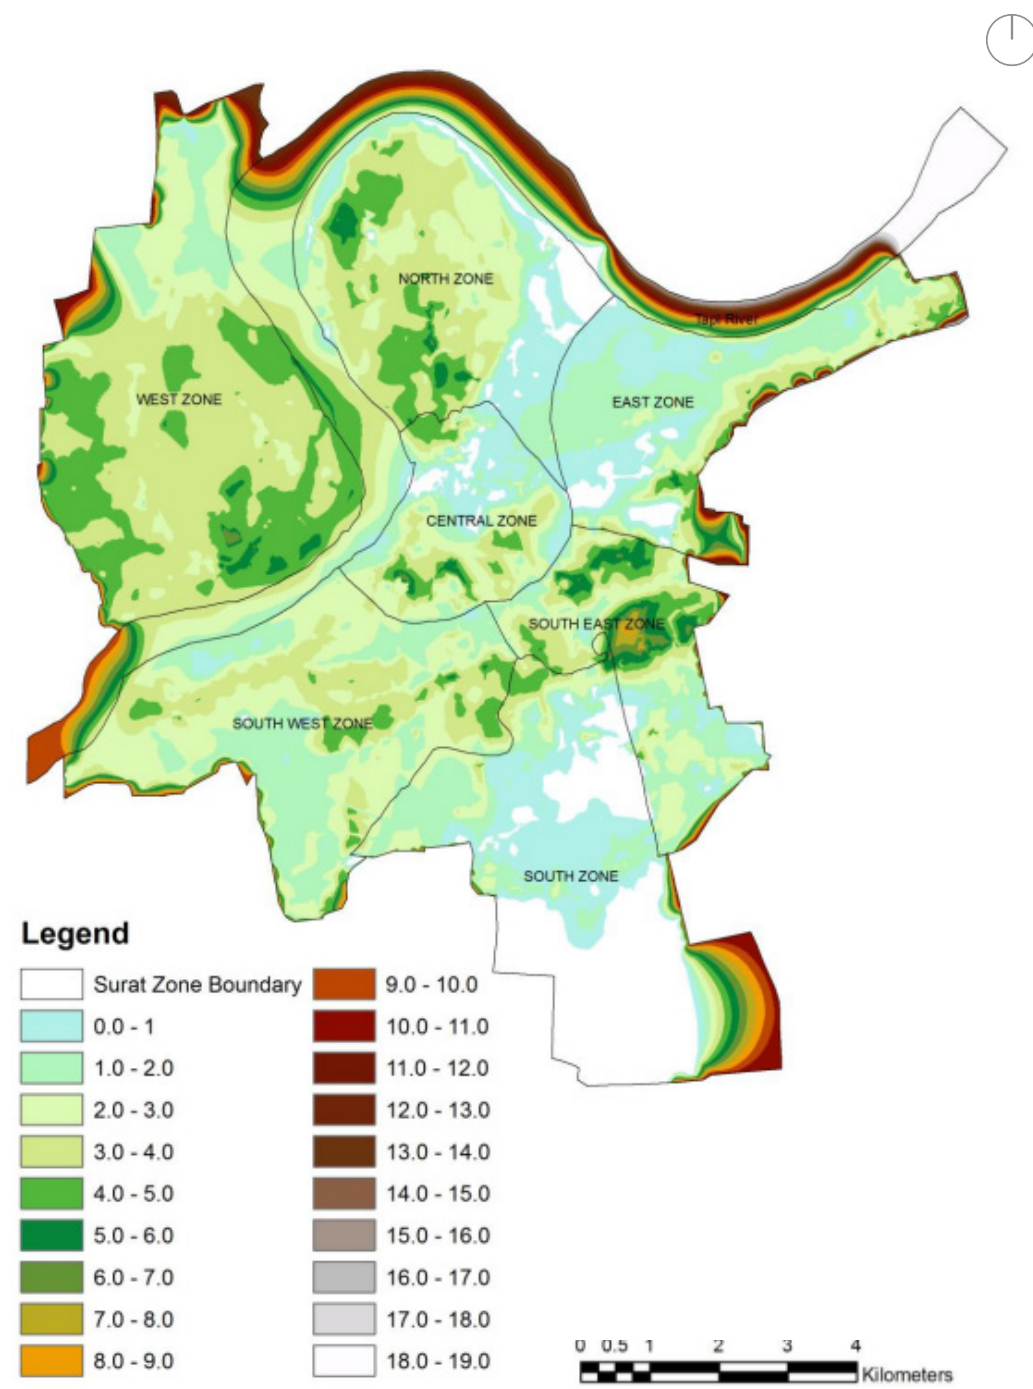 NORTH ZONE
Tapi River
WEST ZONE
EAST ZONE
CENTRAL ZONE
SOUTH EAST ZONE
SOUTH WEST ZONE
SOUTH ZONE
Legend
Surat Zone Boundary
0.0 - 1
1.0 - 2.0
2.0 - 3.0
3.0 - 4.0
4.0 - 5.0
5.0 - 6.0
6.0 - 7.0
7.0 - 8.0
8.0 - 9.0
9.0 - 10.0
10.0 - 11.0
11.0 - 12.0
12.0 - 13.0
13.0 - 14.0
14.0 - 15.0
15.0 - 16.0
16.0 - 17.0
17.0 - 18.0
18.0 - 19.0
0 0.5 1 2 3 4
Kilometers